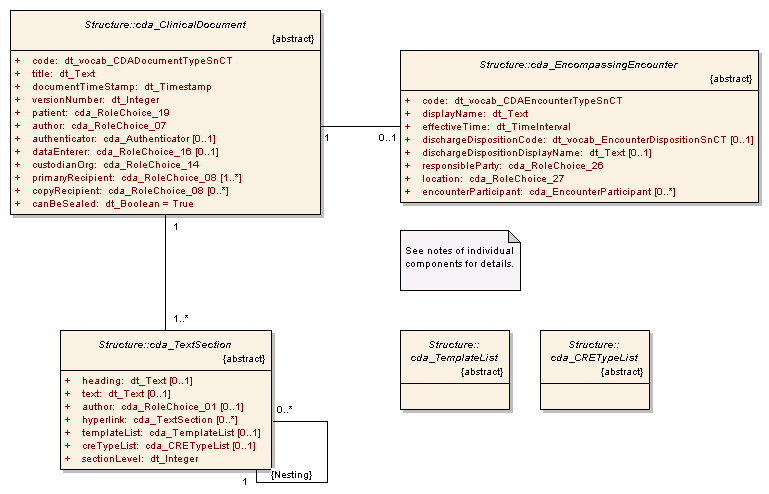 Structure::cda_ClinicalDocument
{abstract}
+ code: dt_vocab_CDADocumentTypeSnCT
+ title: dt_Text
+ documentTimeStamp: dt_Timestamp
+ versionNumber: dt_Integer
+ patient: cda_RoleChoice_19
+ author: cda_RoleChoice_07
+ authenticator: cda_Authenticator [0..1]
+ dataEnterer: cda_RoleChoice_16 [0..1]
+ custodianOrg: cda_RoleChoice_14
+ primaryRecipient: cda_RoleChoice_08 [1..*]
+ copyRecipient: cda_RoleChoice_08 [0..*]
+ canBeSealed: dt_Boolean = True
1
0..1
Structure::cda_EncompassingEncounter
{abstract}
+ code: dt_vocab_CDAEncounterTypeSnCT
+ displayName: dt_Text
+ effectiveTime: dt_TimeInterval
+ dischargeDispositionCode: dt_vocab_EncounterDispositionSnCT [0..1]
+ dischargeDispositionDisplayName: dt_Text [0..1]
+ responsibleParty: cda_RoleChoice_26
+ location: cda_RoleChoice_27
+ encounterParticipant: cda_EncounterParticipant [0..*]
1
1..*
See notes of individual
components for details.
Structure::cda_TextSection
{abstract}
+ heading: dt_Text [0..1]
+ text: dt_Text [0..1]
+ author: cda_RoleChoice_01 [0..1]
+ hyperlink: cda_TextSection [0..*]
+ templateList: cda_TemplateList [0..1]
+ creTypeList: cda_CRETypeList [0..1]
+ sectionLevel: dt_Integer
0..*
1
{Nesting}
Structure::
cda_TemplateList
{abstract}
Structure::
cda_CRETypeList
{abstract}